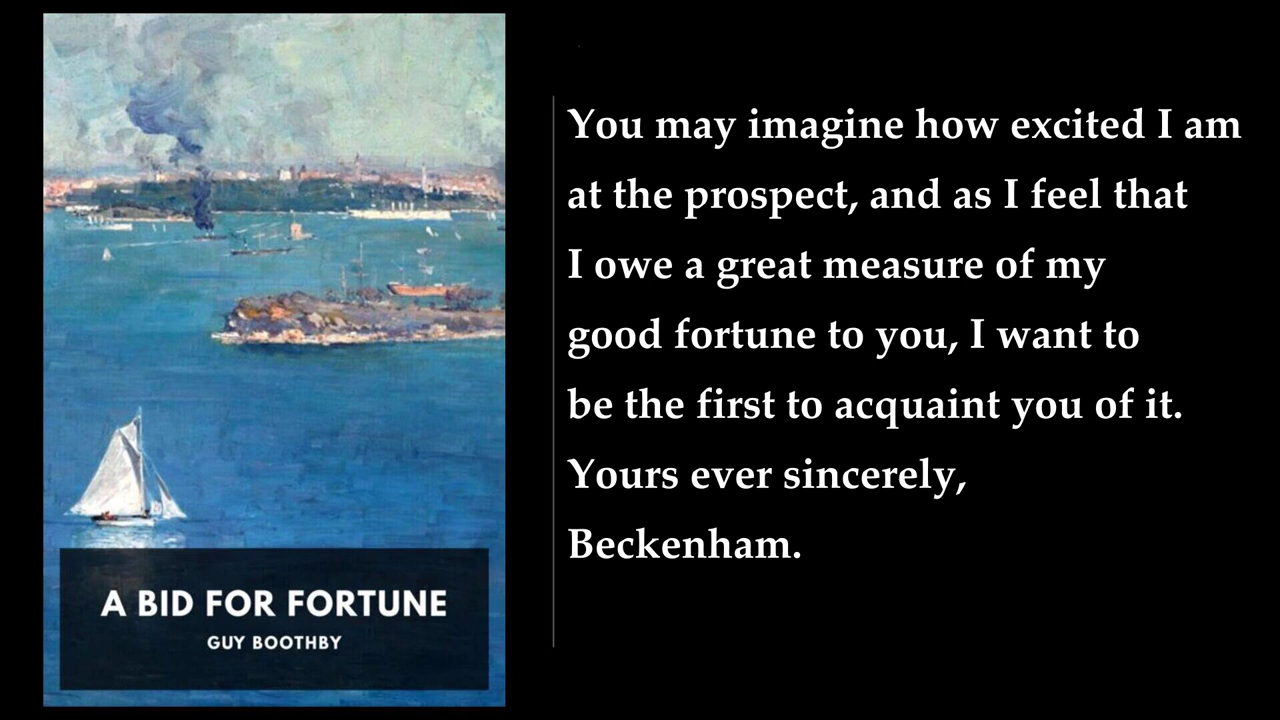 You may imagine how excited I am
at the prospect, and as I feel that
I owe a great measure of my
good fortune to you, I want to
be the first to acquaint you of it.
Yours ever sincerely,
Beckenham.
A BID FOR FORTUNE
GUY BOOTHBY